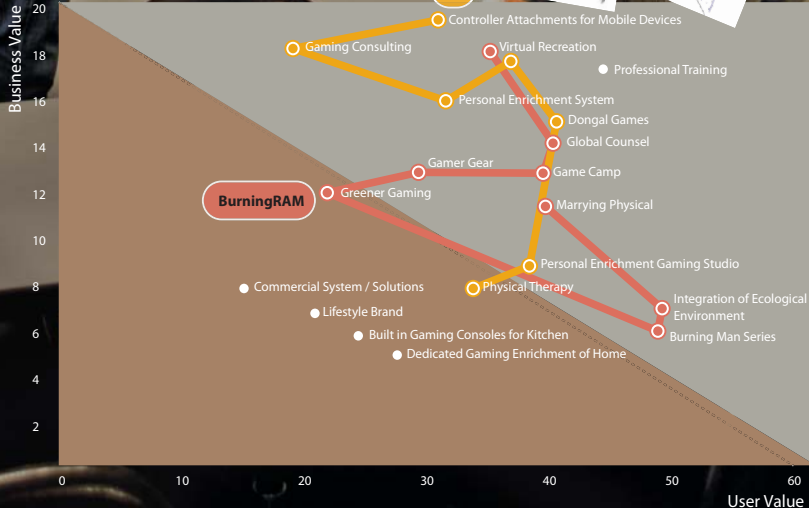 Business Value
20
18
16
14
12
10
8
6
4
2
Controller Attachments for Mobile Devices
Gaming Consulting
Virtual Recreation
Professional Training
Personal Enrichment System
Dongal Games
Global Counsel
Gamer Gear
Game Camp
BurningRAM
Greener Gaming
Marrying Physical
Personal Enrichment Gaming Studio
Commercial System / Solutions
Physical Therapy
Integration of Ecological
Environment
Lifestyle Brand
Built in Gaming Consoles for Kitchen
Burning Man Series
Dedicated Gaming Enrichment of Home
0
10
20
30
40
50
60
User Value